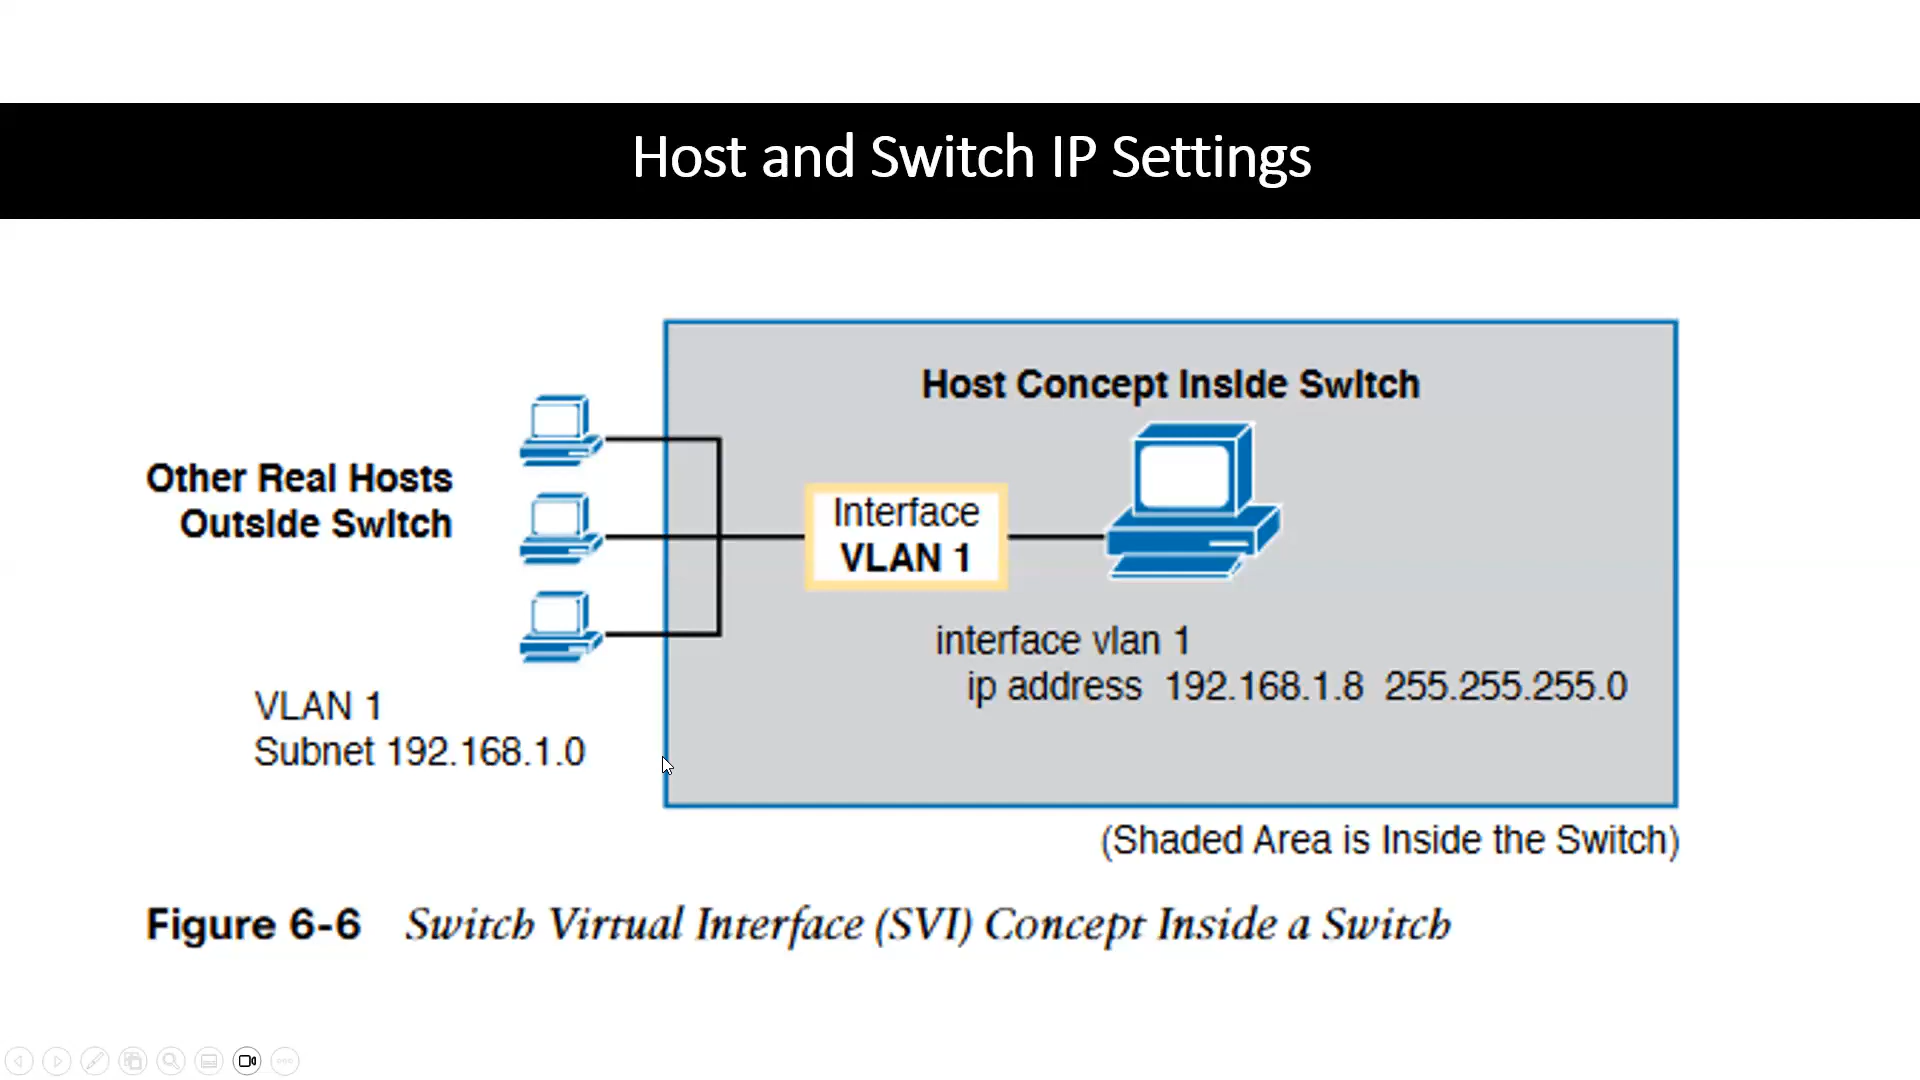 Host and Switch IP Settings
Host Concept Inside Switch
Other Real Hosts
Outside Switch
Interface
VLAN 1
interface vlan 1
ip address 192.168.1.8 255.255.255.0
VLAN 1
Subnet 192.168.1.0
(Shaded Area is Inside the Switch)
Figure 6-6 Switch Virtual Interface (SVI) Concept Inside a Switch